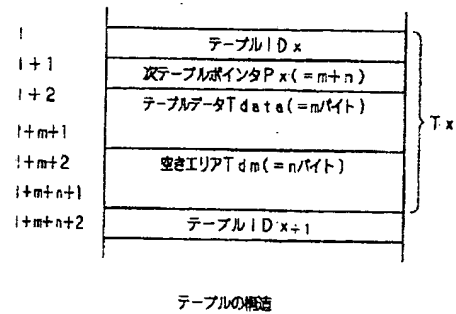 l
テーブルIDx
l+1
次テーブルポインタPx(=m+n)
l+2
テーブルデータTdata(=mバイト)
l+m+1
l+m+2
空きエリアTdm(=nバイト)
l+m+n+1
l+m+n+2
テーブルIDx+1
Tx
テーブルの構造